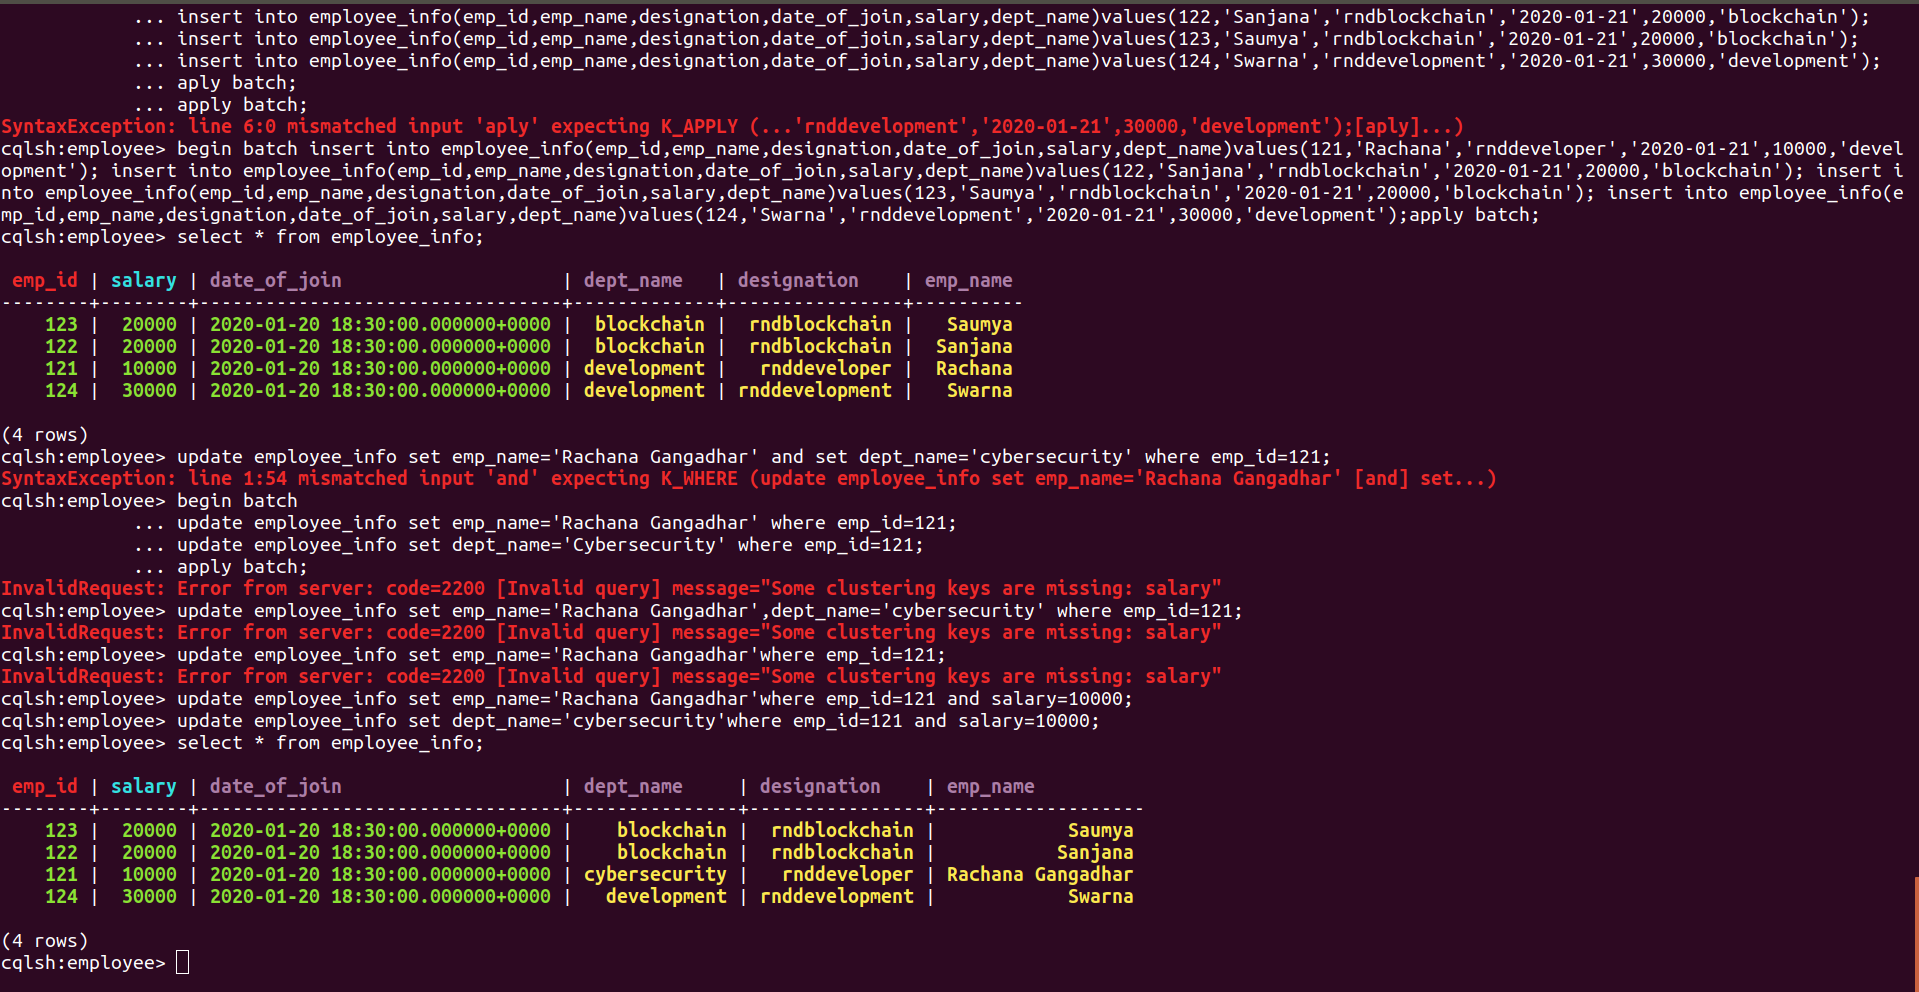 ... insert into employee_info(emp_id,emp_name,designation,date_of_join,salary,dept_name)values(122,'Sanjana','rndblockchain','2020-01-21',20000,'blockchain');
... insert into employee_info(emp_id,emp_name,designation,date_of_join,salary,dept_name)values(123,'Saumya','rndblockchain','2020-01-21',20000,'blockchain');
... insert into employee_info(emp_id,emp_name,designation,date_of_join,salary,dept_name)values(124,'Swarna','rnddevelopment','2020-01-21',30000,'development');
... aply batch;
... apply batch;
SyntaxException: line 6:0 mismatched input 'aply' expecting K_APPLY (...'rnddevelopment','2020-01-21',30000,'development');[aply]...)
cqlsh:employee> begin batch insert into employee_info(emp_id,emp_name,designation,date_of_join,salary,dept_name)values(121,'Rachana','rnddeveloper','2020-01-21',10000,'devel
opment'); insert into employee_info(emp_id,emp_name,designation,date_of_join,salary,dept_name)values(122,'Sanjana','rndblockchain','2020-01-21',20000,'blockchain'); insert i
nto employee_info(emp_id,emp_name,designation,date_of_join,salary,dept_name)values(123,'Saumya','rndblockchain','2020-01-21',20000,'blockchain'); insert into employee_info(e
mp_id,emp_name,designation,date_of_join,salary,dept_name)values(124,'Swarna','rnddevelopment','2020-01-21',30000,'development');apply batch;
cqlsh:employee> select * from employee_info;
emp_id | salary | date_of_join | dept_name | designation | emp_name
--------+--------+---------------------------------+-------------+----------------+----------
123 | 20000 | 2020-01-20 18:30:00.000000+0000 | blockchain | rndblockchain | Saumya
122 | 20000 | 2020-01-20 18:30:00.000000+0000 | blockchain | rndblockchain | Sanjana
121 | 10000 | 2020-01-20 18:30:00.000000+0000 | development | rnddeveloper | Rachana
124 | 30000 | 2020-01-20 18:30:00.000000+0000 | development | rnddevelopment | Swarna
(4 rows)
cqlsh:employee> update employee_info set emp_name='Rachana Gangadhar' and set dept_name='cybersecurity' where emp_id=121;
SyntaxException: line 1:54 mismatched input 'and' expecting K_WHERE (update employee_info set emp_name='Rachana Gangadhar' [and] set...)
cqlsh:employee> begin batch
... update employee_info set emp_name='Rachana Gangadhar' where emp_id=121;
... update employee_info set dept_name='Cybersecurity' where emp_id=121;
... apply batch;
InvalidRequest: Error from server: code=2200 [Invalid query] message="Some clustering keys are missing: salary"
cqlsh:employee> update employee_info set emp_name='Rachana Gangadhar',dept_name='cybersecurity' where emp_id=121;
InvalidRequest: Error from server: code=2200 [Invalid query] message="Some clustering keys are missing: salary"
cqlsh:employee> update employee_info set emp_name='Rachana Gangadhar'where emp_id=121;
InvalidRequest: Error from server: code=2200 [Invalid query] message="Some clustering keys are missing: salary"
cqlsh:employee> update employee_info set emp_name='Rachana Gangadhar'where emp_id=121 and salary=10000;
cqlsh:employee> update employee_info set dept_name='cybersecurity'where emp_id=121 and salary=10000;
cqlsh:employee> select * from employee_info;
emp_id | salary | date_of_join | dept_name | designation | emp_name
--------+--------+---------------------------------+---------------+----------------+-------------------
123 | 20000 | 2020-01-20 18:30:00.000000+0000 | blockchain | rndblockchain | Saumya
122 | 20000 | 2020-01-20 18:30:00.000000+0000 | blockchain | rndblockchain | Sanjana
121 | 10000 | 2020-01-20 18:30:00.000000+0000 | cybersecurity | rnddeveloper | Rachana Gangadhar
124 | 30000 | 2020-01-20 18:30:00.000000+0000 | development | rnddevelopment | Swarna
(4 rows)
cqlsh:employee>